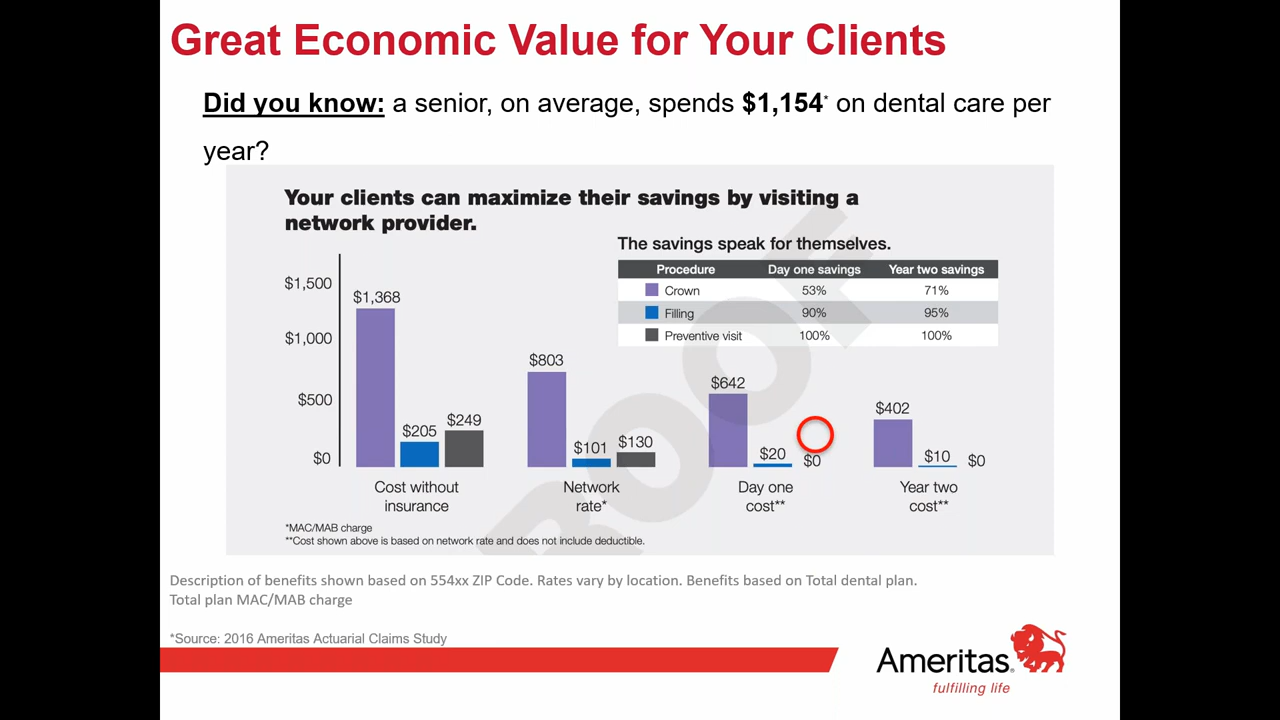 Great Economic Value for Your Clients
Did you know: a senior, on average, spends $1,154* on dental care per
year?
Your clients can maximize their savings by visiting a
network provider.
The savings speak for themselves.
Procedure Day one savings Year two savings
Crown 53% 71%
Filling 90% 95%
Preventive visit 100% 100%
$1,500
$1,000
$500
$0
$1,368
$205
$249
$803
$101
$130
$642
$20
$0
$402
$10
$0
Cost without
insurance
Network
rate*
Day one
cost**
Year two
cost**
*MAC/MAB charge
**Cost shown above is based on network rate and does not include deductible.
PROOF
Description of benefits shown based on 554xx ZIP Code. Rates vary by location. Benefits based on Total dental plan.
Total plan MAC/MAB charge
*Source: 2016 Ameritas Actuarial Claims Study
Ameritas®
fulfilling life